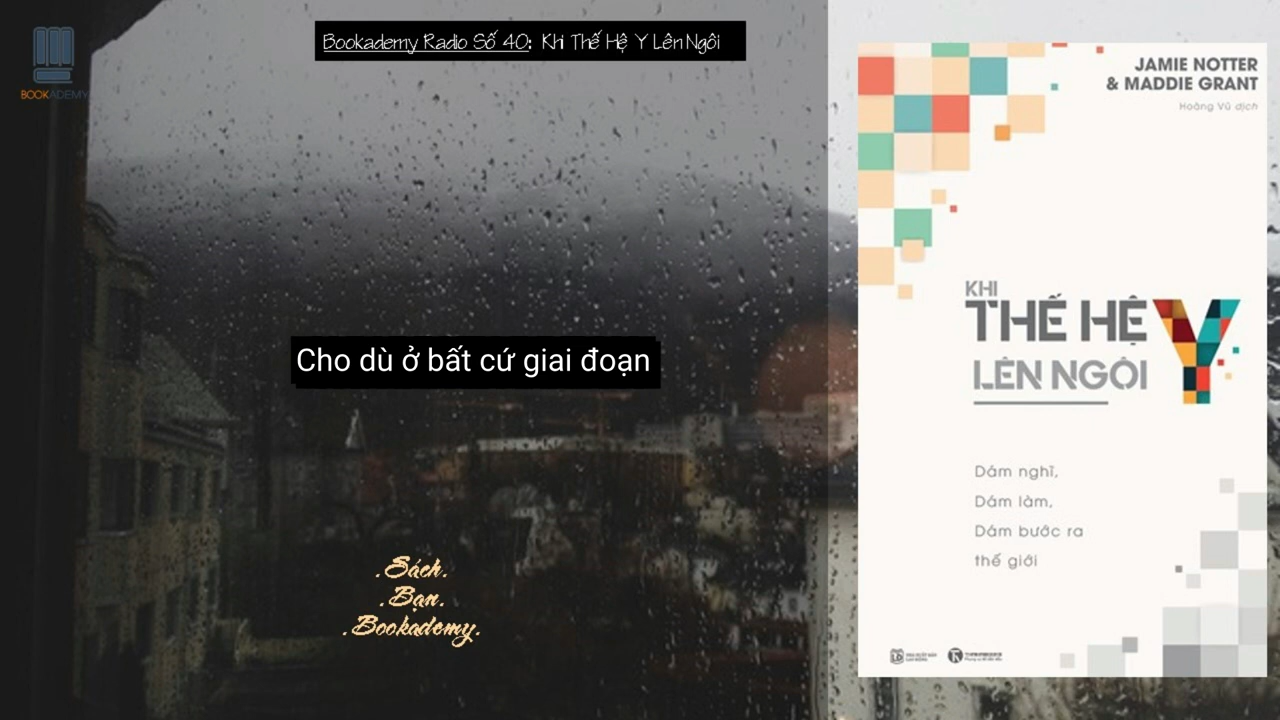 BOOKADEMY
Bookademy Radio Số 40: Khi Thế Hệ Y Lên Ngôi
JAMIE NOTTER
& MADDIE GRANT
Hoàng Vũ dịch
KHI
THẾ HỆ Y
LÊN NGÔI
Cho dù ở bất cứ giai đoạn
Dám nghĩ,
Dám làm,
Dám bước ra
thế giới
.Sách.
.Bạn.
.Bookademy.